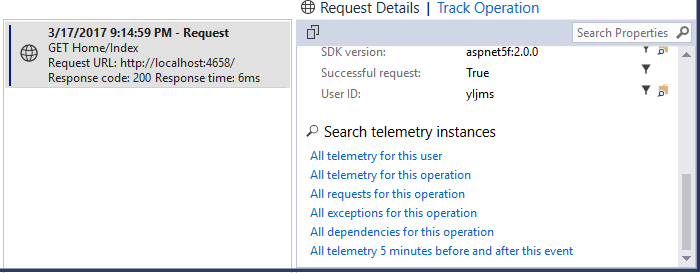 3/17/2017 9:14:59 PM - Request
GET Home/Index
Request URL: http://localhost:4658/
Response code: 200 Response time: 6ms
Request Details | Track Operation
Search Properties
SDK version: aspnet5f:2.0.0
Successful request: True
User ID: yljms
Search telemetry instances
All telemetry for this user
All telemetry for this operation
All requests for this operation
All exceptions for this operation
All dependencies for this operation
All telemetry 5 minutes before and after this event